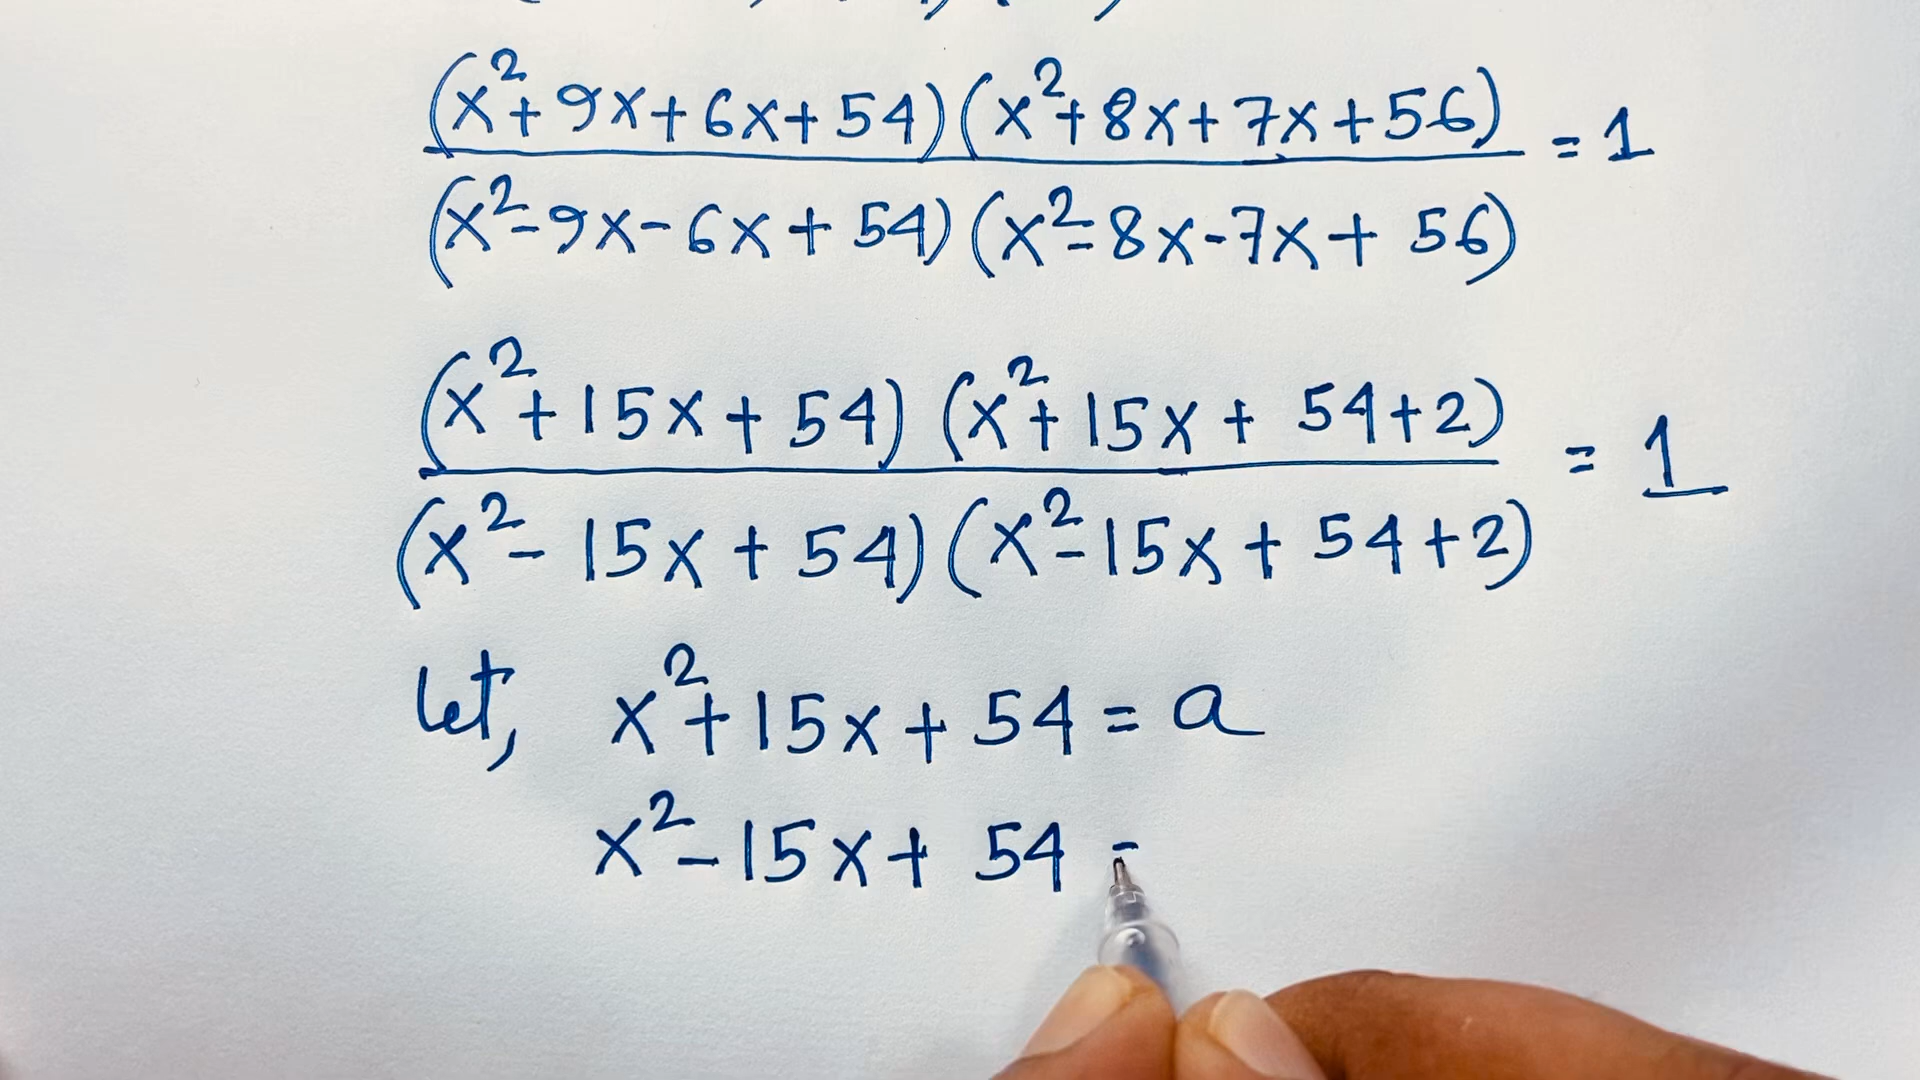 (x²+9x+6x+54)(x²+8x+7x+56)
= 1
(x²-9x-6x+54)(x²-8x-7x+56)
(x²+15x+54)(x²+15x+54+2)
= 1
(x²-15x+54)(x²-15x+54+2)
let, x²+15x+54=a
x²-15x+54=